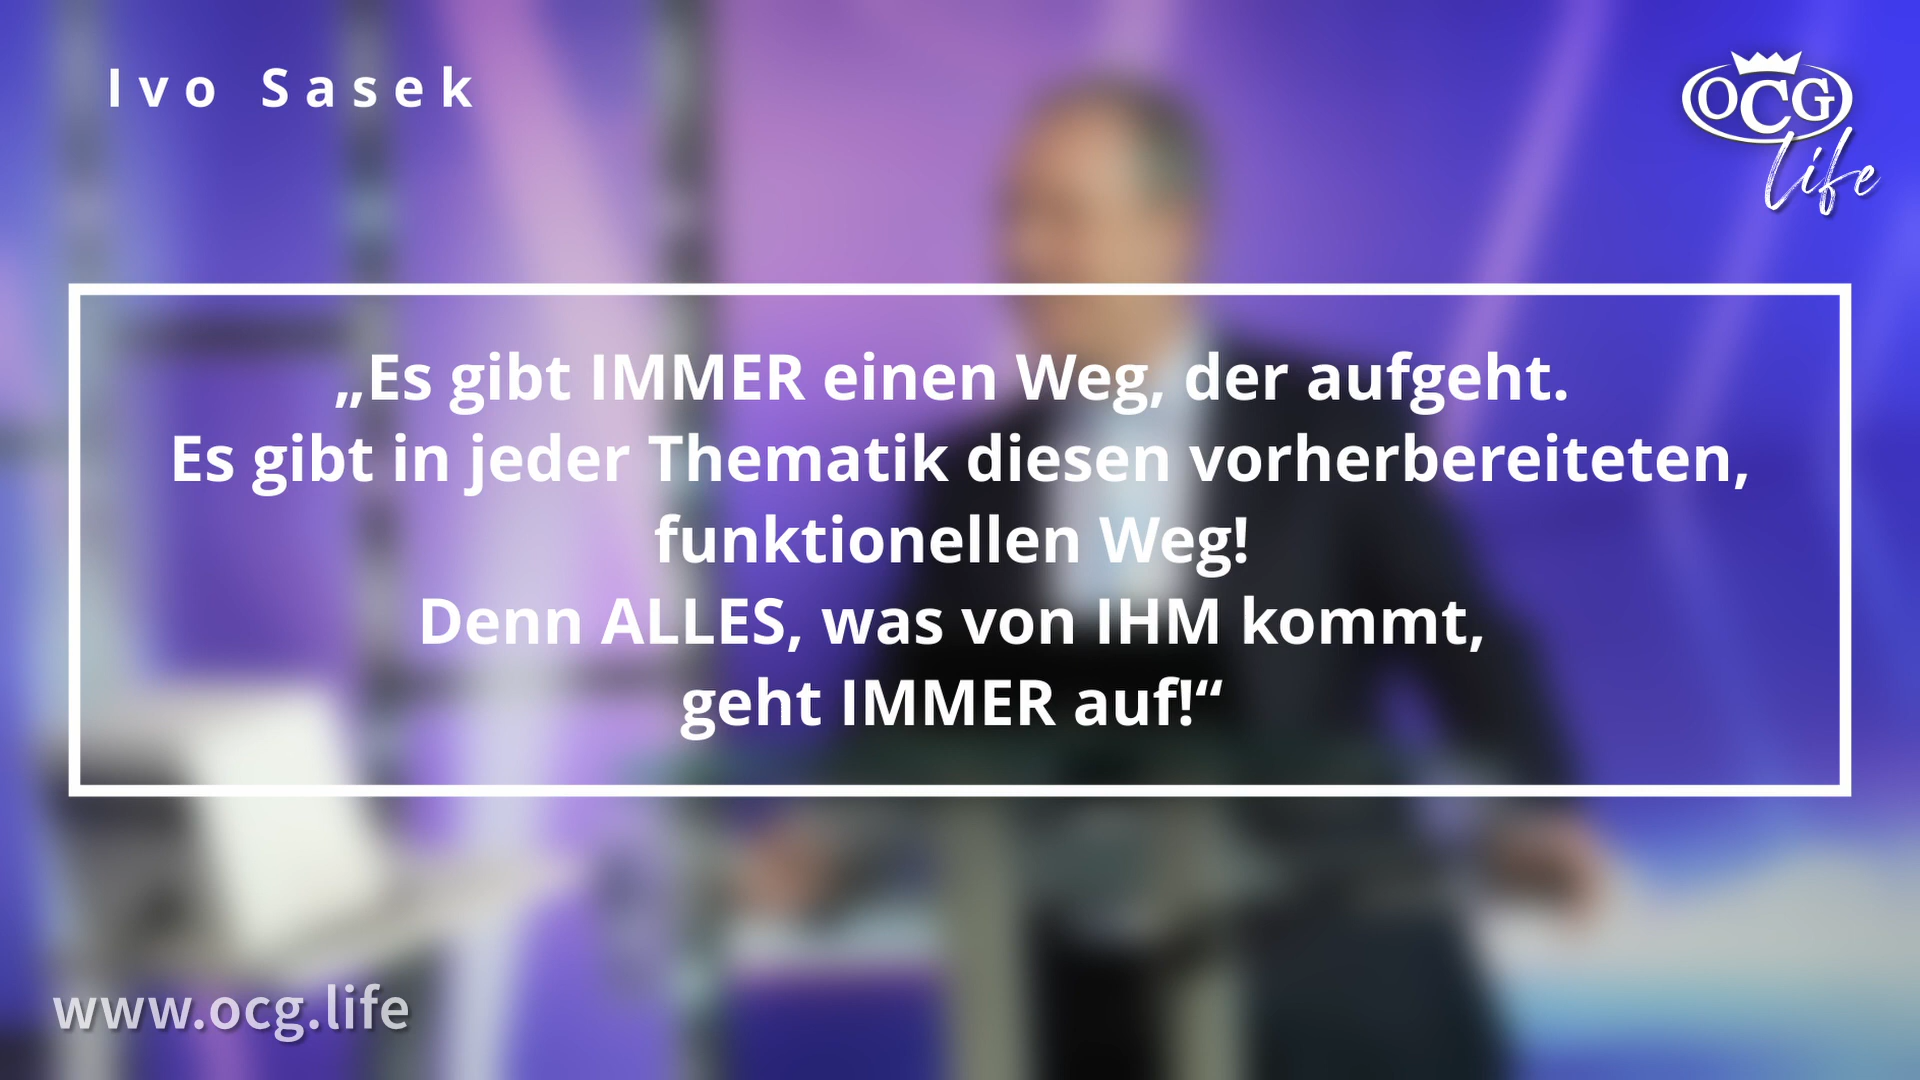 Ivo Sasek
OCG
life
„Es gibt IMMER einen Weg, der aufgeht.
Es gibt in jeder Thematik diesen vorherbereiteten,
funktionellen Weg!
Denn ALLES, was von IHM kommt,
geht IMMER auf!“
www.ocg.life